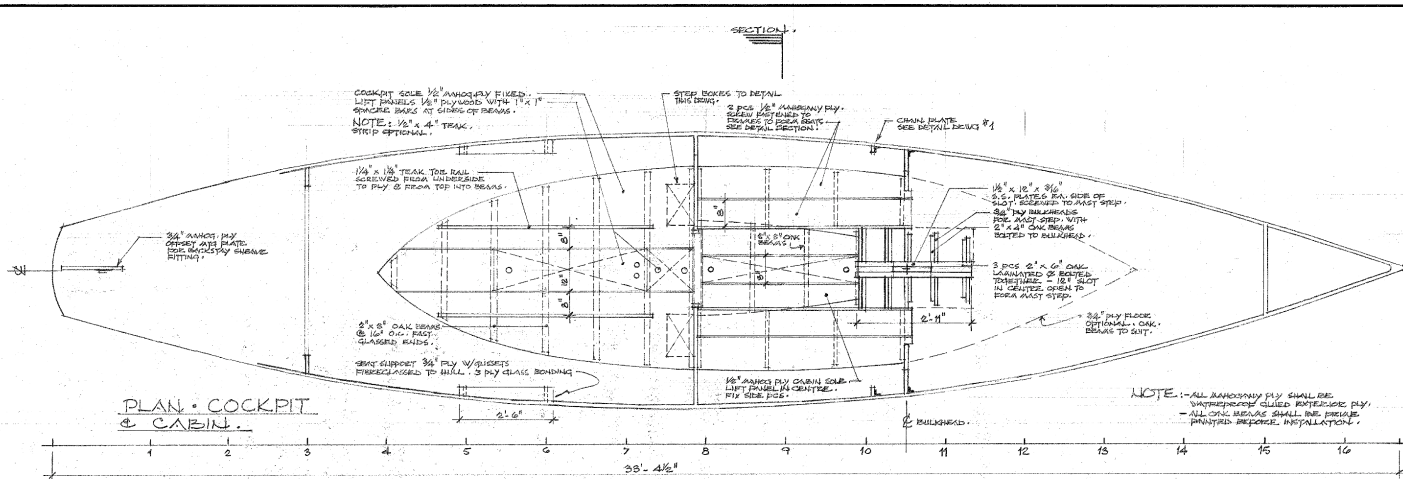 SECTION.
COCKPIT SOLE 1/2" MAHOG. PLY FIXED.
LIFT PANELS 1/2" PLYWOOD WITH 1" x 1"
SPACER BARS AT SIDES OF BEAMS.
NOTE: 1/2" x 4" TEAK.
STRIP OPTIONAL.
STEP BOXES TO DETAIL
THIS DRWG.
2 PCS 1/2" MAHOGANY PLY.
SCREW FASTENED TO
FRAMES TO FORM SEATS
SEE DETAIL SECTION.
CHAIN PLATE
SEE DETAIL DRWG #1
1 1/4" x 1 1/4" TEAK TOE RAIL
SCREWED FROM UNDERSIDE
TO PLY & FROM TOP INTO BEAMS.
1 1/2" x 12" x 3/16"
S.S. PLATES EA. SIDE OF
SLOT. SCREWED TO MAST STEP.
3/4" PLY BULKHEADS
FOR MAST STEP. WITH
2" x 4" OAK BEAMS
BOLTED TO BULKHEAD.
3/4" MAHOG. PLY
OFFSET MTG PLATE
FOR BACKSTAY SHEAVE
FITTING.
8"
8"
12"
8"
2" x 3" OAK
BEAMS
8"
3 PCS 2" x 6" OAK
LAMINATED & BOLTED
TOGETHER - 12" SLOT
IN CENTRE OPEN TO
FORM MAST STEP.
2'-11"
2" x 3" OAK BEAMS
@ 16" O.C. FAST.
GLASSED ENDS.
3/4" PLY FLOOR
OPTIONAL. OAK.
BEAMS TO SUIT.
SEAT SUPPORT 3/4" PLY W/GUSSETS
FIBREGLASSED TO HULL. 3 PLY GLASS BONDING
1/2" MAHOG PLY CABIN SOLE
LIFT PANEL IN CENTRE.
FIX SIDE PCS.
2'-6"
PLAN · COCKPIT
& CABIN.
NOTE: - ALL MAHOGANY PLY SHALL BE
WATERPROOF GLUED EXTERIOR PLY.
- ALL OAK BEAMS SHALL BE PRIME
PAINTED BEFORE INSTALLATION.
BULKHEAD.
1 2 3 4 5 6 7 8 9 10 11 12 13 14 15 16 17
33'-4 1/2"